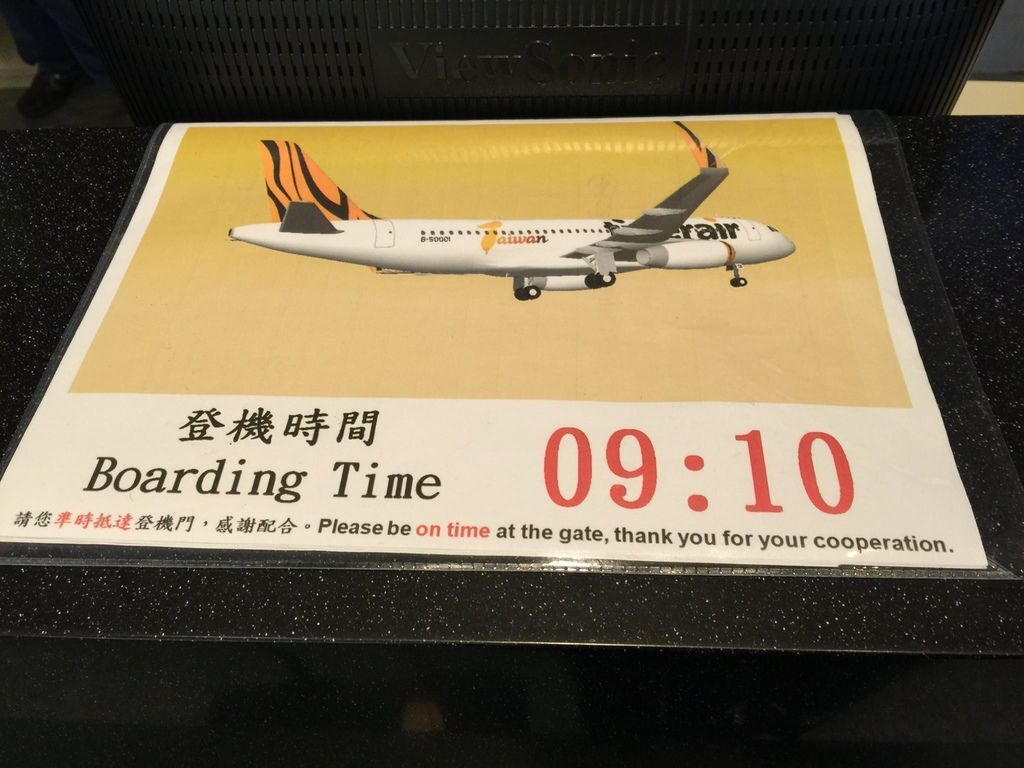 ViewSonic
B-50001
Taiwan
登機時間
Boarding Time
09:10
請您準時抵達登機門，感謝配合。Please be on time at the gate, thank you for your cooperation.